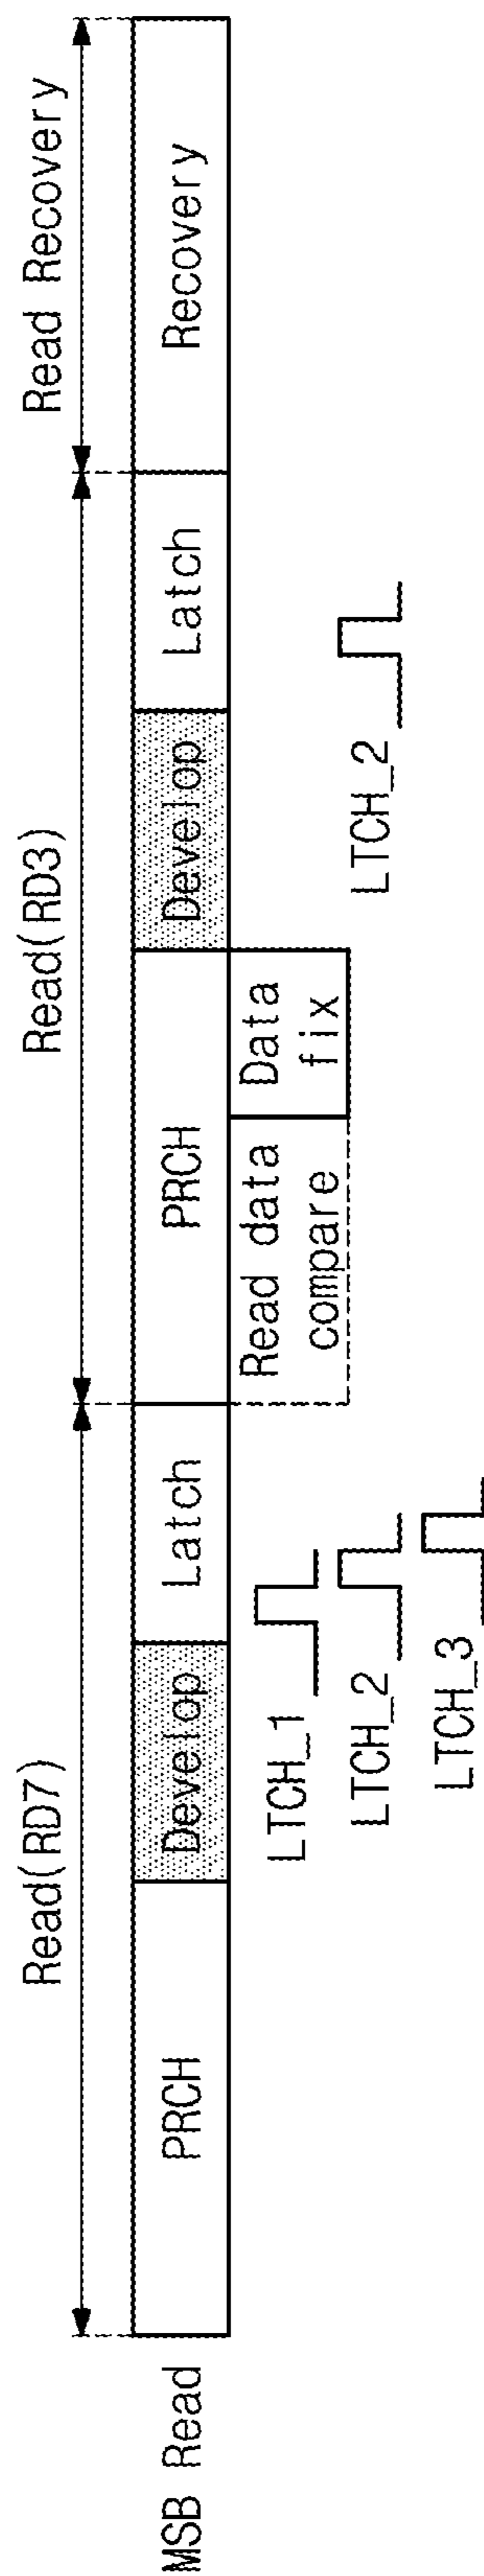 Read(RD7)
Read(RD3)
Read Recovery
MSB Read
PRCH
Develop
Latch
PRCH
Develop
Latch
Recovery
Read data
compare
Data
fix
LTCH_1
LTCH_2
LTCH_3
LTCH_2